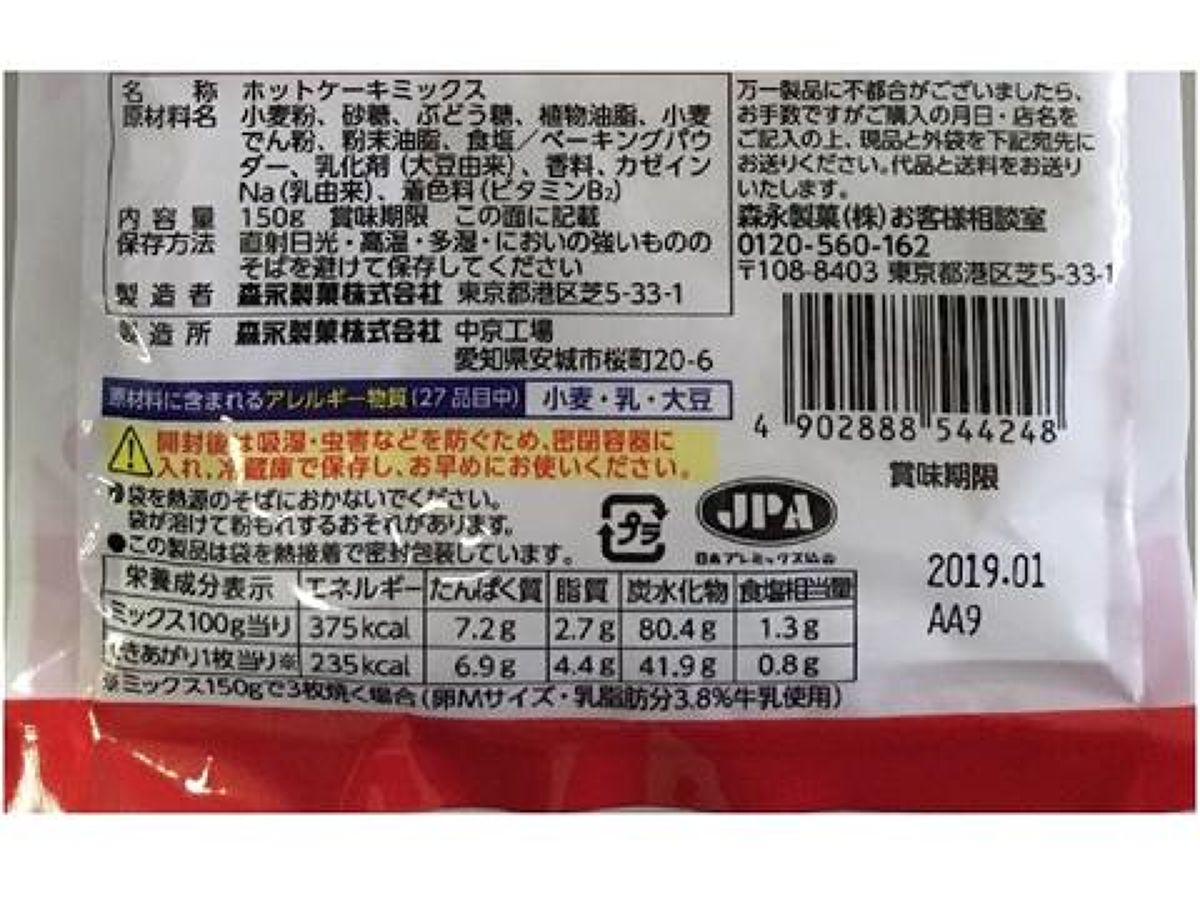 名称 ホットケーキミックス
原材料名 小麦粉、砂糖、ぶどう糖、植物油脂、小麦
でん粉、粉末油脂、食塩／ベーキングパウ
ダー、乳化剤(大豆由来)、香料、カゼイン
Na(乳由来)、着色料(ビタミンB₂)
内容量 150g 賞味期限 この面に記載
保存方法 直射日光・高温・多湿・においの強いものの
そばを避けて保存してください
製造者 森永製菓株式会社 東京都港区芝5-33-1
製造所 森永製菓株式会社 中京工場
愛知県安城市桜町20-6
原材料に含まれるアレルギー物質(27品目中) 小麦・乳・大豆
開封後は吸湿・虫害などを防ぐため、密閉容器に
入れ、冷蔵庫で保存し、お早めにお使いください。
●袋を熱源のそばにおかないでください。
袋が溶けて粉もれするおそれがあります。
●この製品は袋を熱接着で密封包装しています。
プラ
JPA
日本プレミックス協会
栄養成分表示 エネルギー たんぱく質 脂質 炭水化物 食塩相当量
ミックス100g当り 375kcal 7.2g 2.7g 80.4g 1.3g
焼きあがり1枚当り※ 235kcal 6.9g 4.4g 41.9g 0.8g
※ミックス150gで3枚焼く場合(卵Mサイズ・乳脂肪分3.8%牛乳使用)
万一製品に不都合がございましたら、
お手数ですがご購入の月日・店名を
ご記入の上、現品と外袋を下記宛先に
お送りください。代品と送料をお送り
いたします。
森永製菓(株)お客様相談室
0120-560-162
〒108-8403 東京都港区芝5-33-1
4 902888 544248
賞味期限
2019.01
AA9